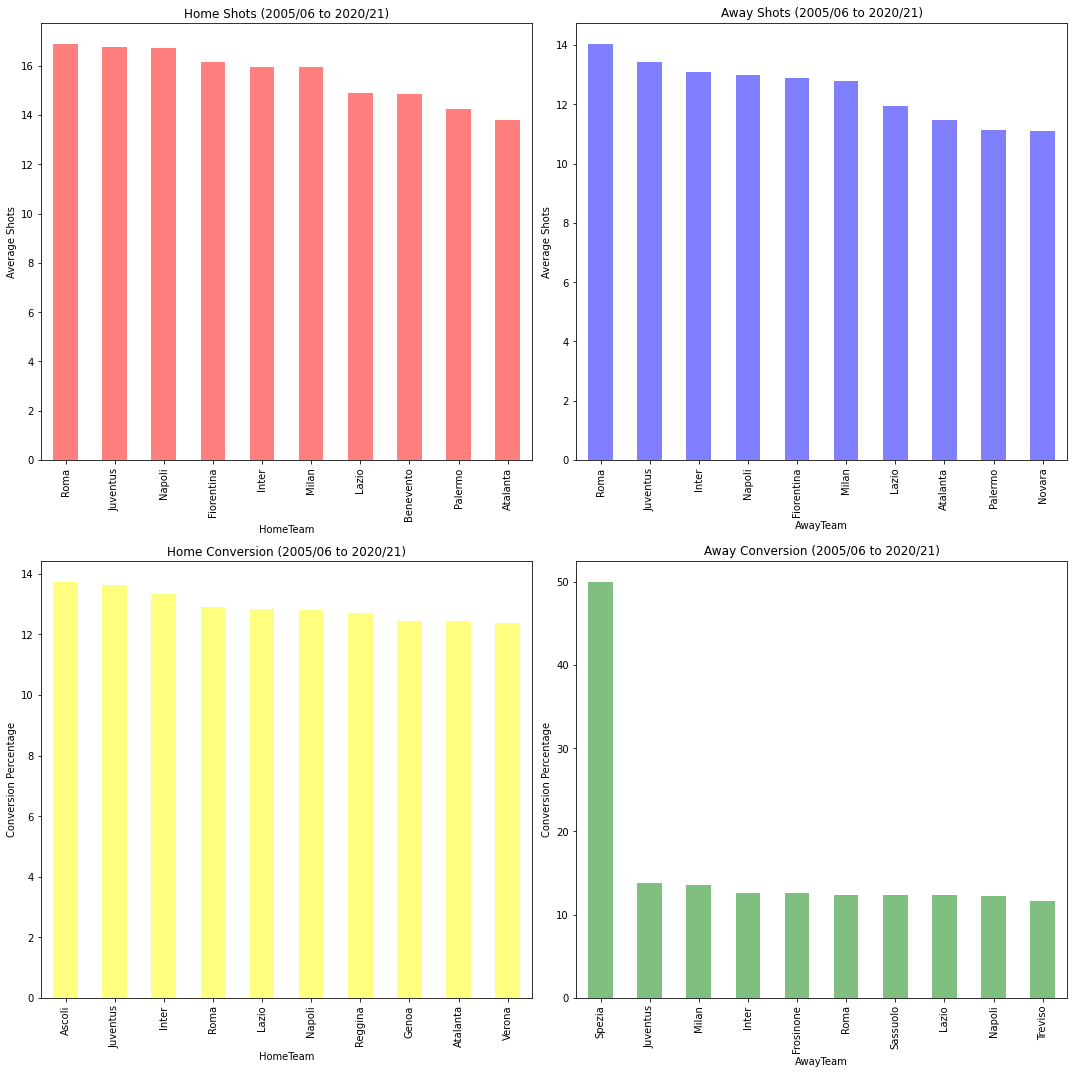 Home Shots (2005/06 to 2020/21)
Average Shots
16
14
12
10
8
6
4
2
0
Roma
Juventus
Napoli
Fiorentina
Inter
Milan
Lazio
Benevento
Palermo
Atalanta
HomeTeam
Away Shots (2005/06 to 2020/21)
Average Shots
14
12
10
8
6
4
2
0
Roma
Juventus
Inter
Napoli
Fiorentina
Milan
Lazio
Atalanta
Palermo
Novara
AwayTeam
Home Conversion (2005/06 to 2020/21)
Conversion Percentage
14
12
10
8
6
4
2
0
Ascoli
Juventus
Inter
Roma
Lazio
Napoli
Reggina
Genoa
Atalanta
Verona
HomeTeam
Away Conversion (2005/06 to 2020/21)
Conversion Percentage
50
40
30
20
10
0
Spezia
Juventus
Milan
Inter
Frosinone
Roma
Sassuolo
Lazio
Napoli
Treviso
AwayTeam